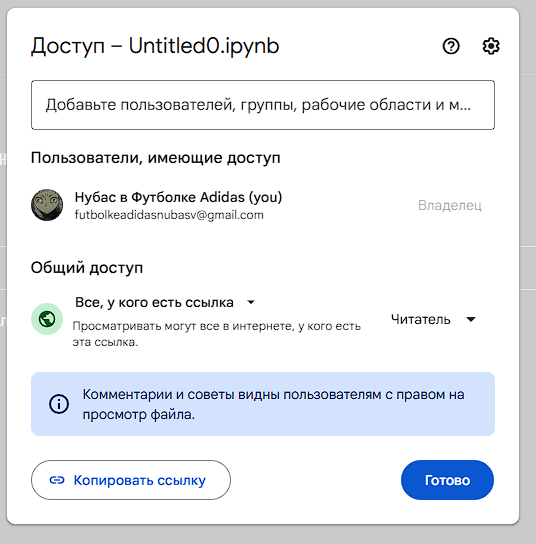 Доступ – Untitled0.ipynb
Добавьте пользователей, группы, рабочие области и м...
Пользователи, имеющие доступ
Нубас в Футболке Adidas (you)
futbolkeadidasnubasv@gmail.com
Владелец
Общий доступ
Все, у кого есть ссылка
Просматривать могут все в интернете, у кого есть
эта ссылка.
Читатель
Комментарии и советы видны пользователям с правом на
просмотр файла.
Копировать ссылку
Готово